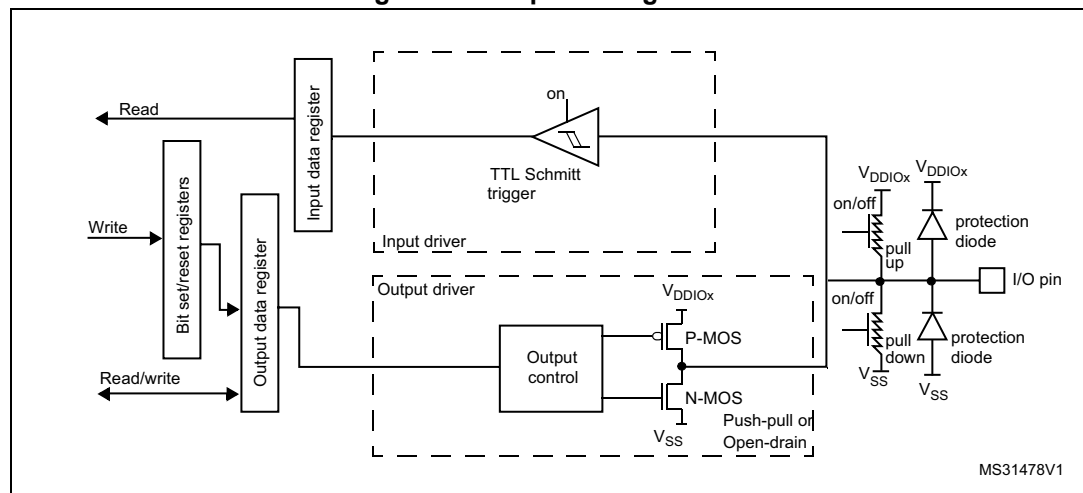 Read
Bit set/reset registers
Write
Read/write
Output data register
Input data register
on
TTL Schmitt
trigger
Input driver
Output driver
Output
control
VDDIOx
P-MOS
N-MOS
VSS
Push-pull or
Open-drain
VDDIOx
on/off
pull
up
VDDIOx
protection
diode
I/O pin
on/off
pull
down
VSS
protection
diode
VSS
MS31478V1